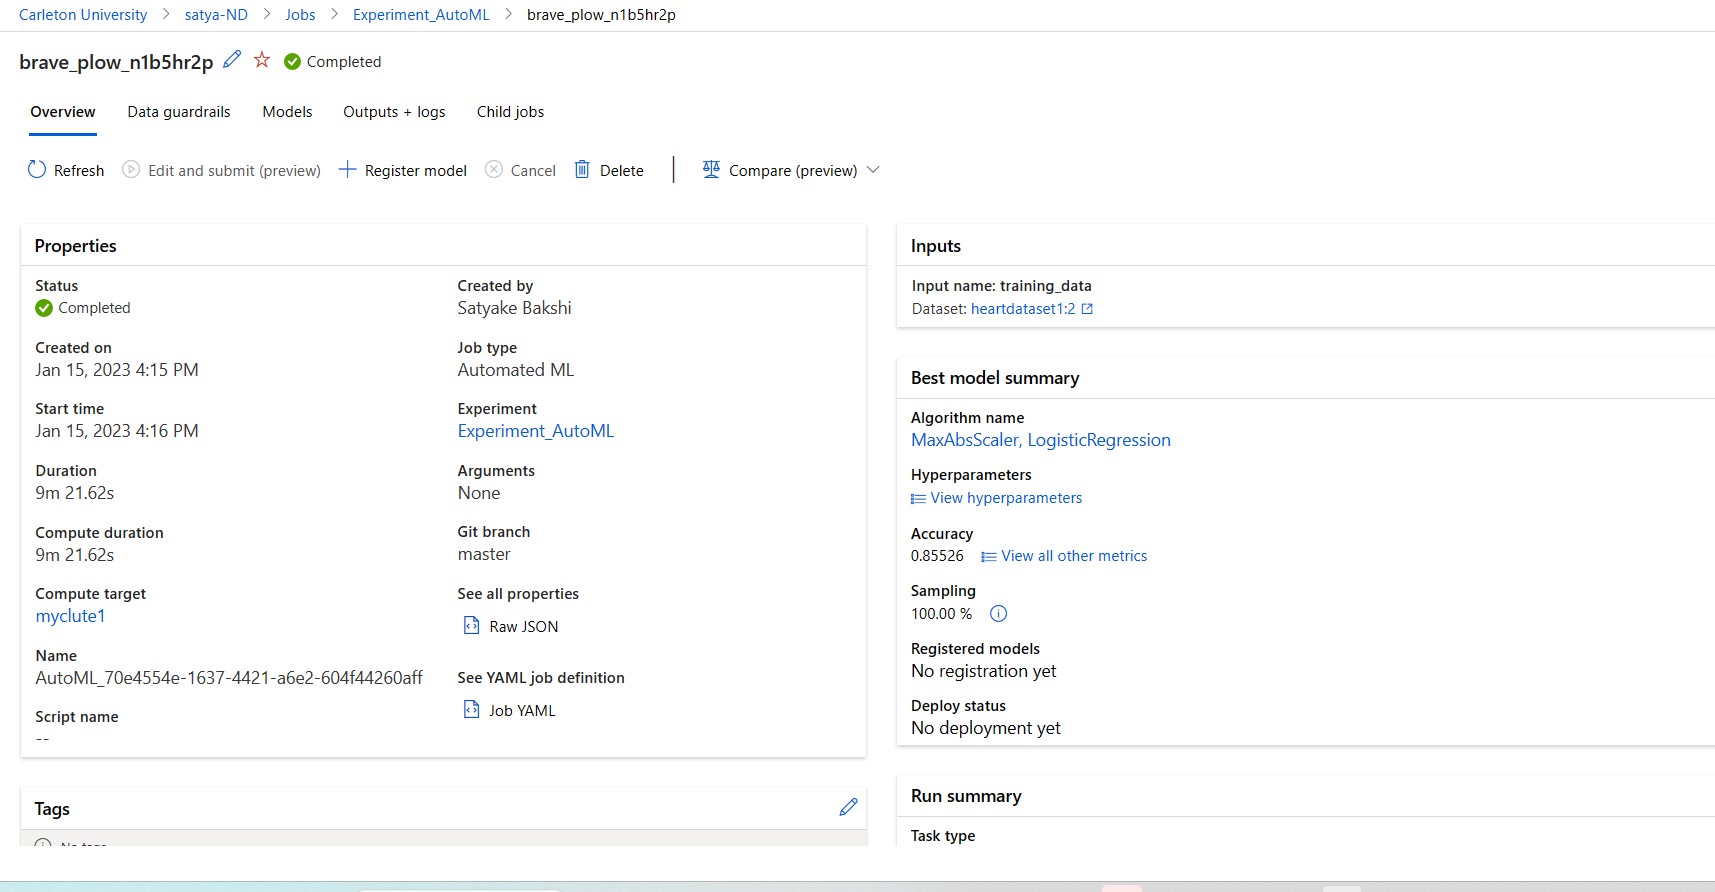 Carleton University > satya-ND > Jobs > Experiment_AutoML > brave_plow_n1b5hr2p
brave_plow_n1b5hr2p Completed
Overview Data guardrails Models Outputs + logs Child jobs
Refresh Edit and submit (preview) Register model Cancel Delete Compare (preview)
Properties
Status
Completed
Created on
Jan 15, 2023 4:15 PM
Start time
Jan 15, 2023 4:16 PM
Duration
9m 21.62s
Compute duration
9m 21.62s
Compute target
myclute1
Name
AutoML_70e4554e-1637-4421-a6e2-604f44260aff
Script name
--
Created by
Satyake Bakshi
Job type
Automated ML
Experiment
Experiment_AutoML
Arguments
None
Git branch
master
See all properties
Raw JSON
See YAML job definition
Job YAML
Tags
No tags
Inputs
Input name: training_data
Dataset: heartdataset1:2
Best model summary
Algorithm name
MaxAbsScaler, LogisticRegression
Hyperparameters
View hyperparameters
Accuracy
0.85526 View all other metrics
Sampling
100.00 %
Registered models
No registration yet
Deploy status
No deployment yet
Run summary
Task type